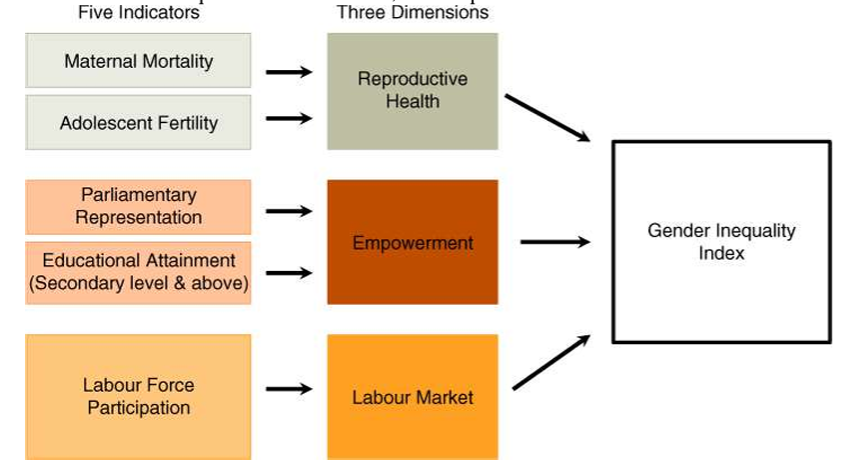 Five Indicators
Three Dimensions
Maternal Mortality
Adolescent Fertility
Reproductive
Health
Parliamentary
Representation
Educational Attainment
(Secondary level & above)
Empowerment
Labour Force
Participation
Labour Market
Gender Inequality
Index